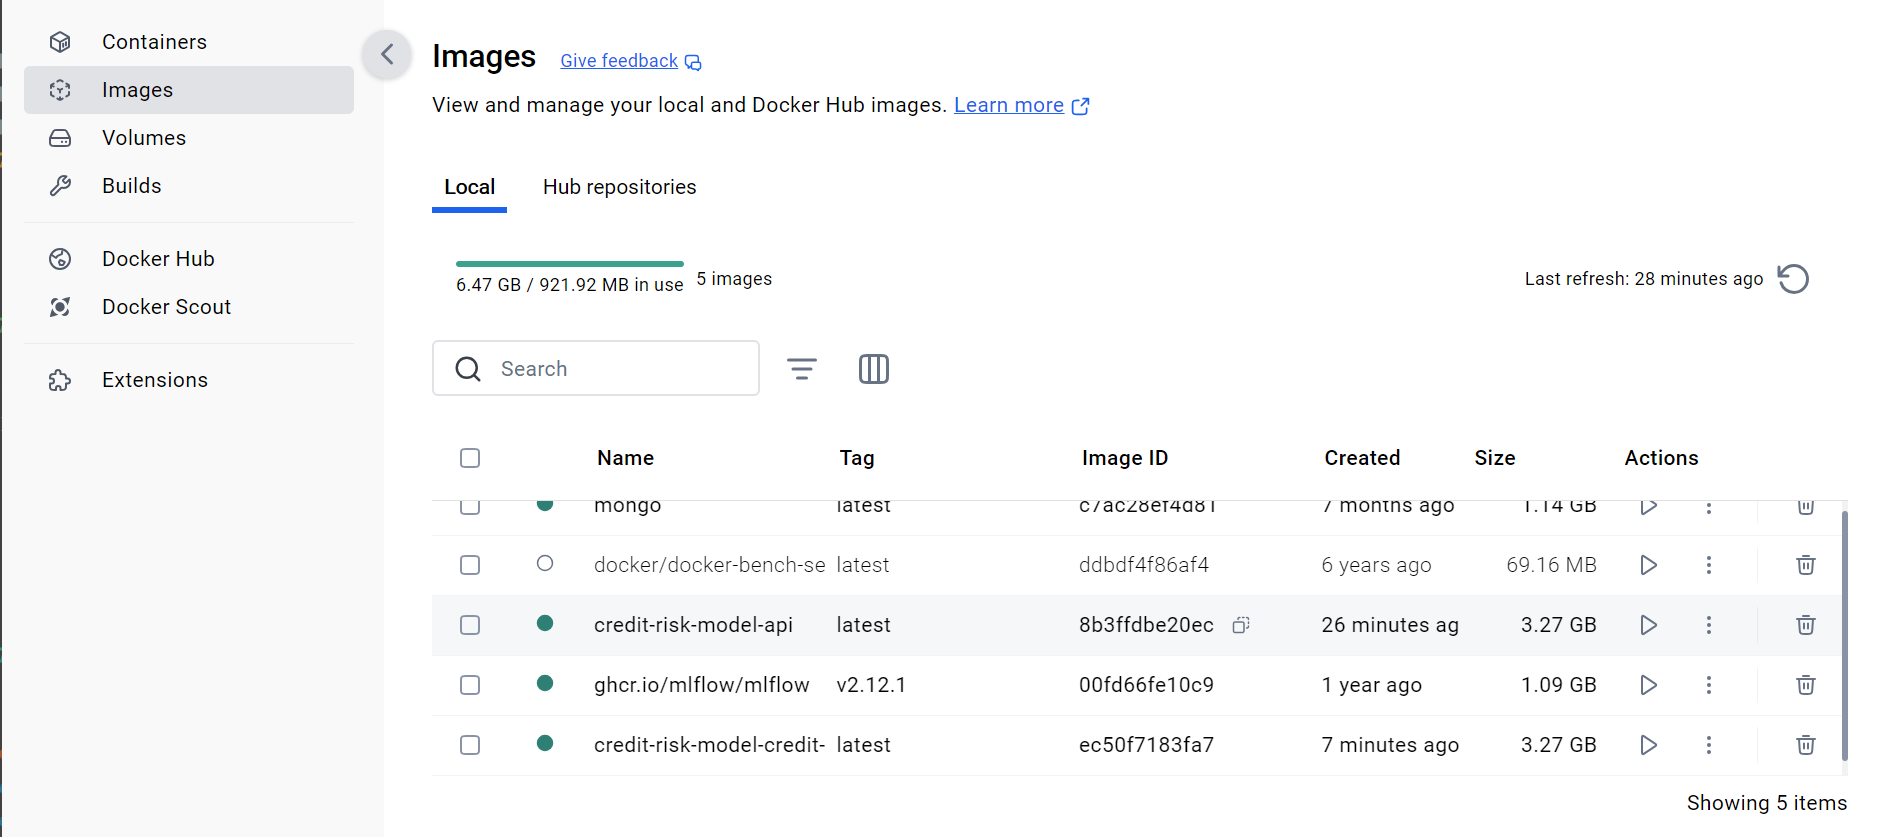 Containers
Images
Volumes
Builds
Docker Hub
Docker Scout
Extensions
Images Give feedback
View and manage your local and Docker Hub images. Learn more
Local Hub repositories
6.47 GB / 921.92 MB in use 5 images
Last refresh: 28 minutes ago
Search
Name Tag Image ID Created Size Actions
mongo latest c7ac28ef4d81 7 months ago 1.14 GB
docker/docker-bench-se latest ddbdf4f86af4 6 years ago 69.16 MB
credit-risk-model-api latest 8b3ffdbe20ec 26 minutes ag 3.27 GB
ghcr.io/mlflow/mlflow v2.12.1 00fd66fe10c9 1 year ago 1.09 GB
credit-risk-model-credit- latest ec50f7183fa7 7 minutes ago 3.27 GB
Showing 5 items